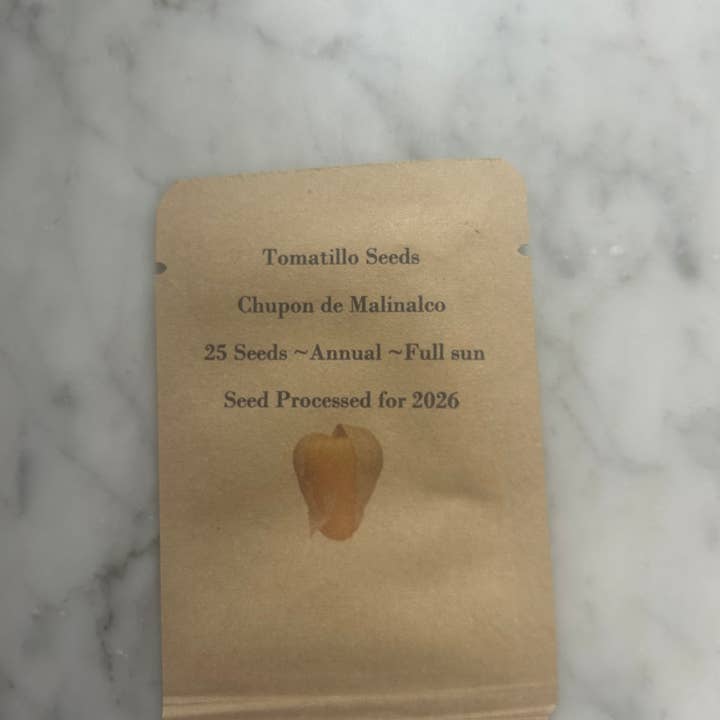 Tomatillo Seeds
Chupon de Malinalco
25 Seeds ~Annual ~Full sun
Seed Processed for 2026